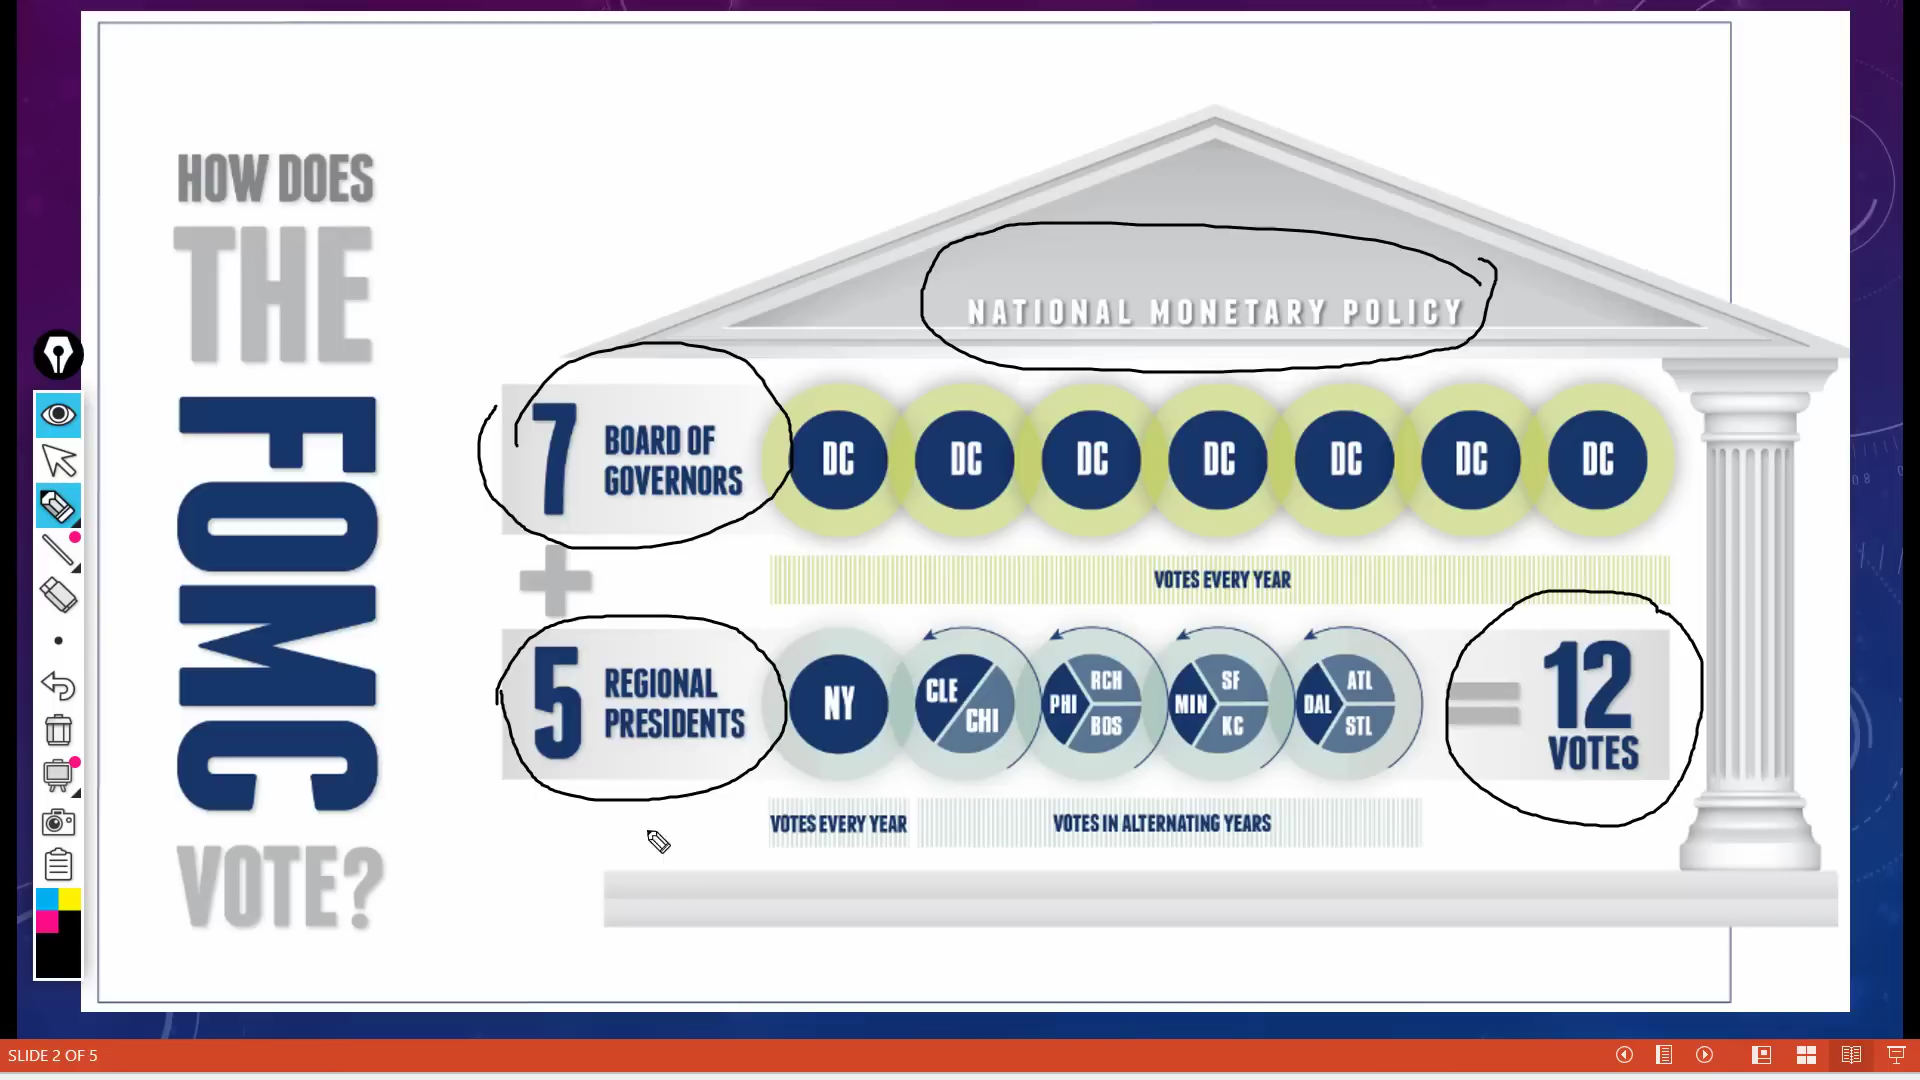 HOW DOES
THE
FOMC
VOTE?
NATIONAL MONETARY POLICY
7
BOARD OF
GOVERNORS
DC DC DC DC DC DC DC
VOTES EVERY YEAR
5
REGIONAL
PRESIDENTS
NY
CLE
CHI
PHI
RCH
BOS
MIN
SF
KC
DAL
ATL
STL
12
VOTES
VOTES EVERY YEAR
VOTES IN ALTERNATING YEARS
SLIDE 2 OF 5